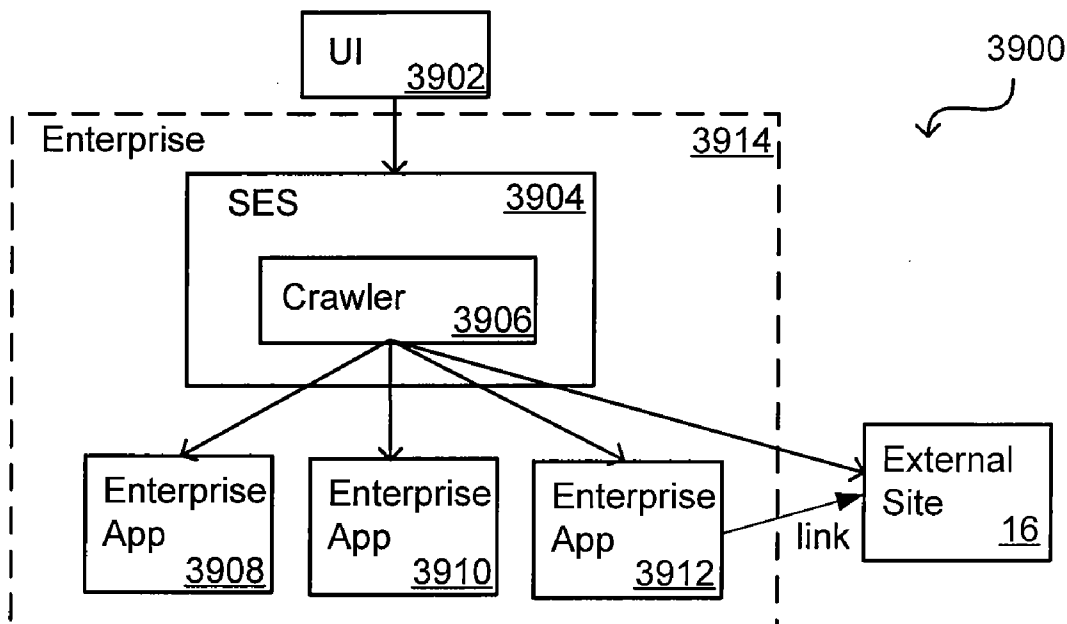 UI
3902
3900
Enterprise
3914
SES
3904
Crawler
3906
Enterprise
App
3908
Enterprise
App
3910
Enterprise
App
3912
link
External
Site
16